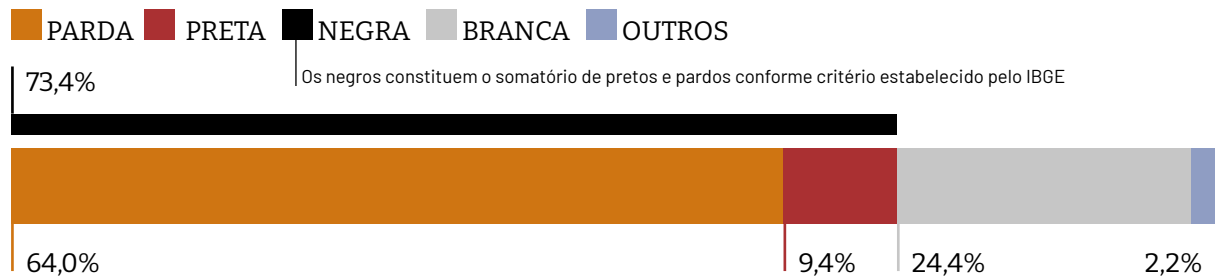 PARDA PRETA NEGRA BRANCA OUTROS
Os negros constituem o somatório de pretos e pardos conforme critério estabelecido pelo IBGE
73,4%
64,0% 9,4% 24,4% 2,2%